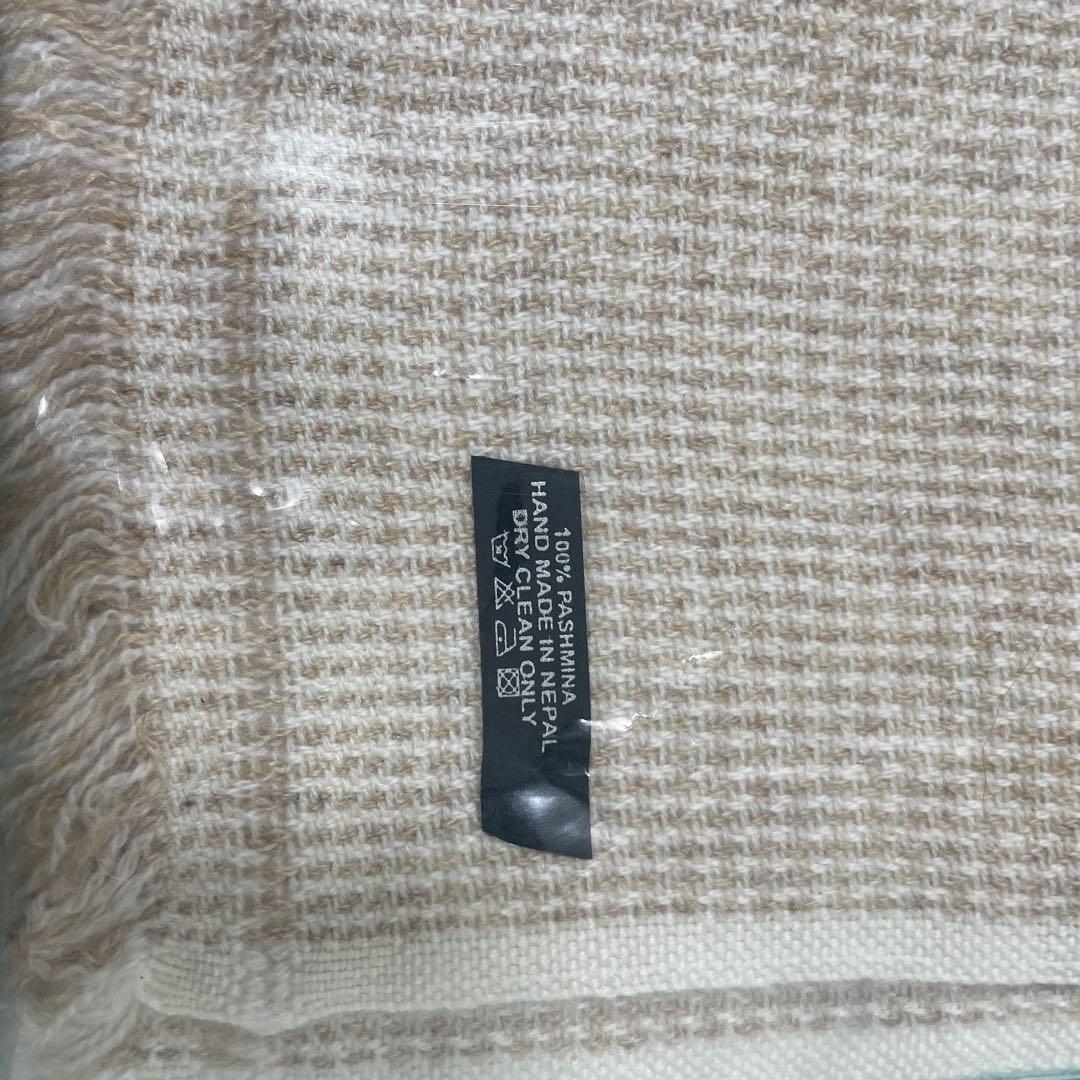 100% PASHMINA
HAND MADE IN NEPAL
DRY CLEAN ONLY